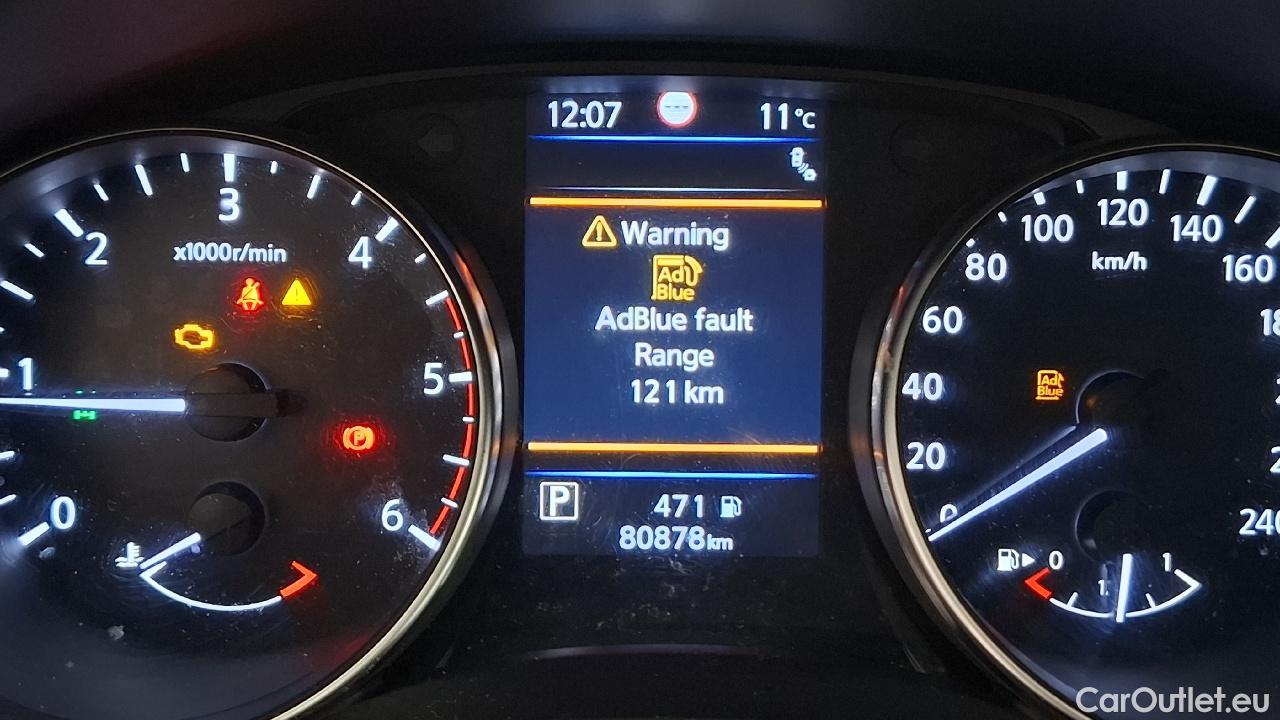 12:07 11°C
Warning
Ad
Blue
AdBlue fault
Range
121km
P 471
80878km
0
1
2
3
4
5
6
x1000r/min
P
0
20
40
60
80
100
120
140
160
km/h
240
Ad
Blue
0
1
1
CarOutlet.eu